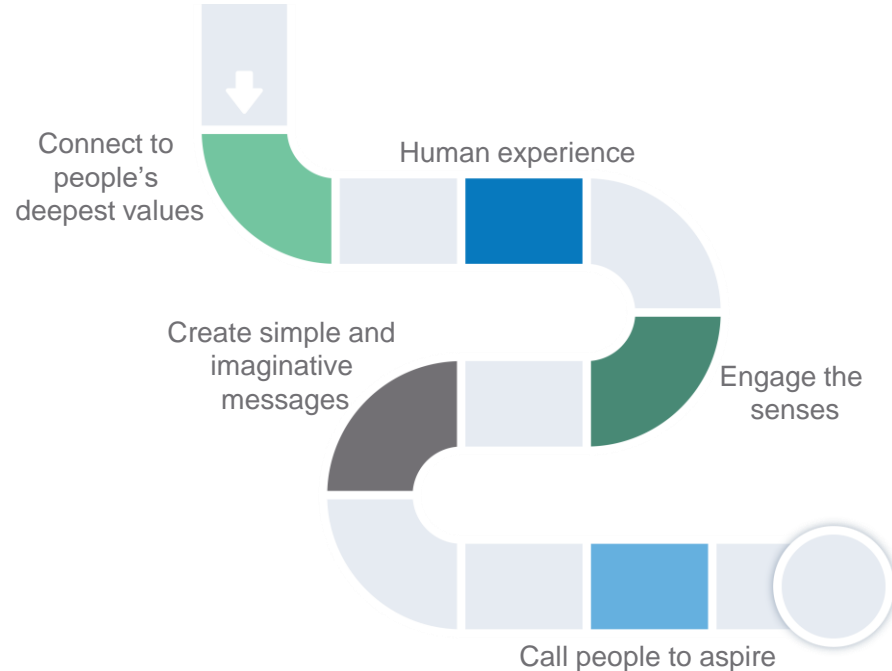 Connect to
people’s
deepest values
Human experience
Create simple and
imaginative
messages
Engage the
senses
Call people to aspire